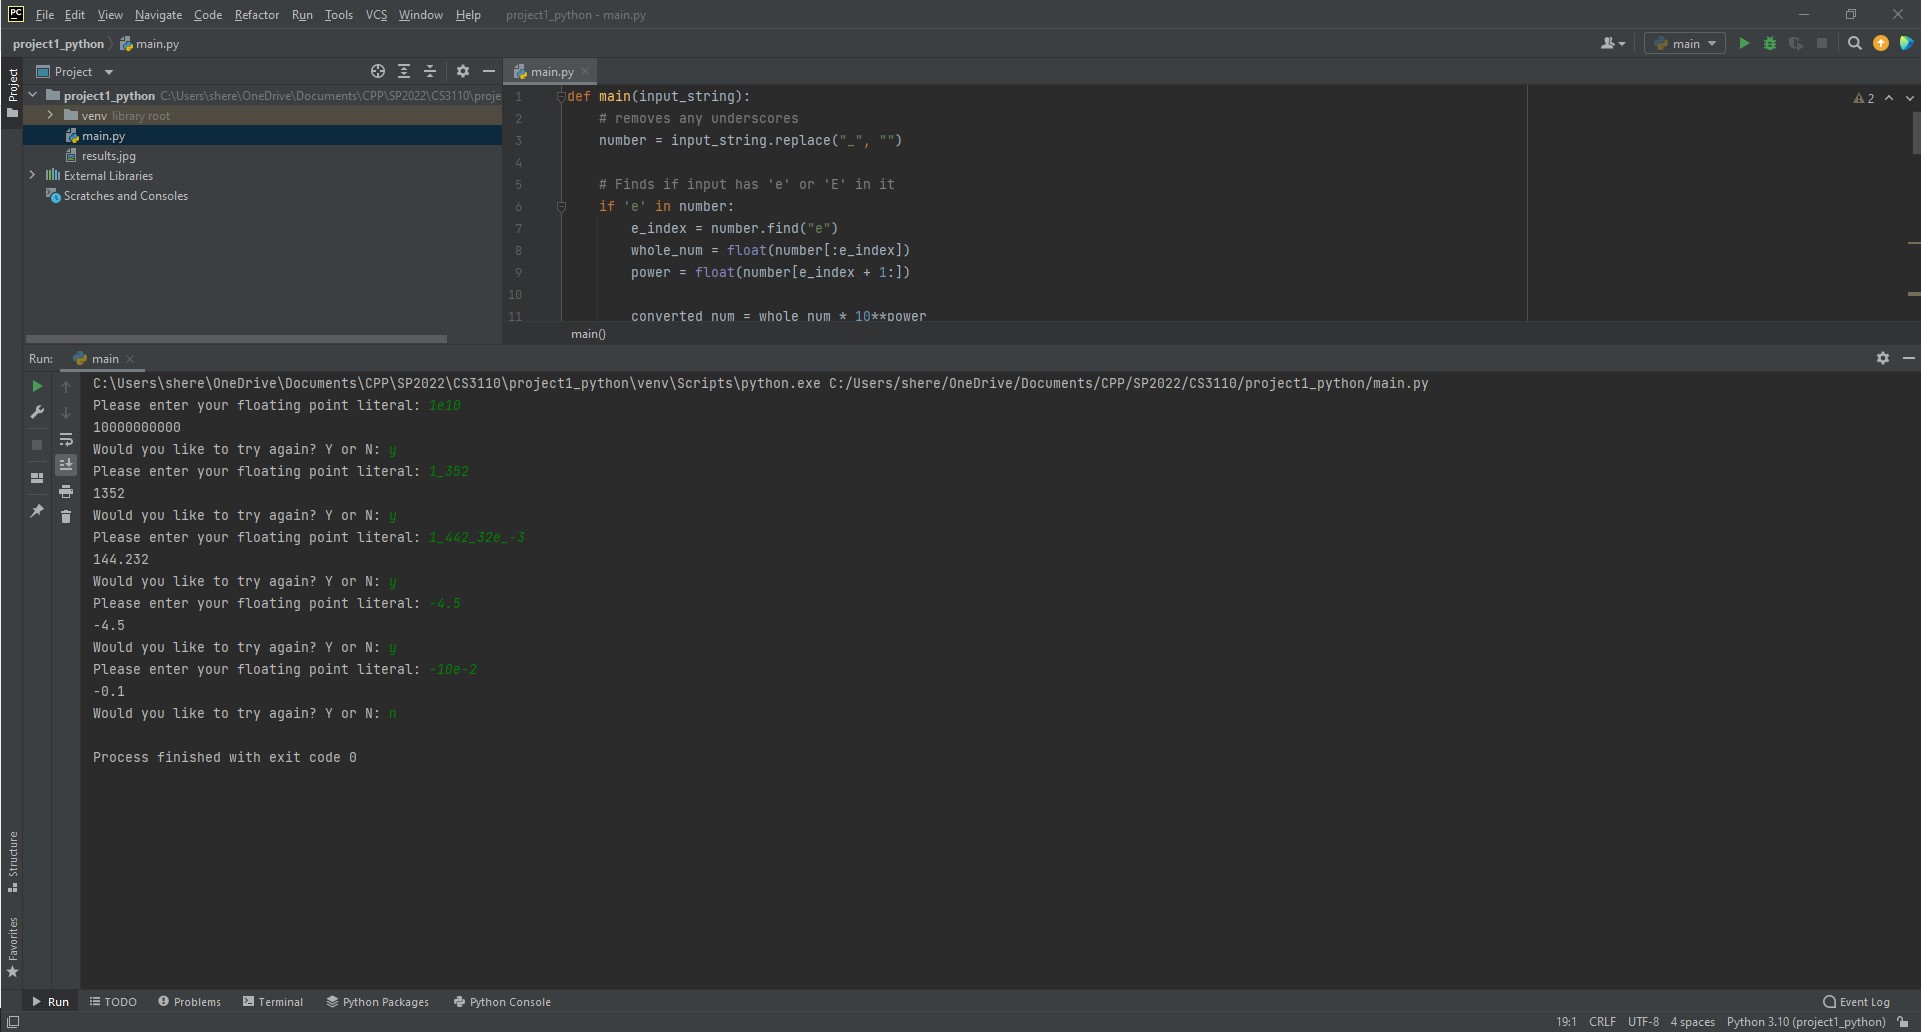 PC File Edit View Navigate Code Refactor Run Tools VCS Window Help project1_python - main.py
project1_python main.py main
Project Project main.py
project1_python C:\Users\shere\OneDrive\Documents\CPP\SP2022\CS3110\proje
venv library root
main.py
results.jpg
External Libraries
Scratches and Consoles
2
1 def main(input_string):
2 # removes any underscores
3 number = input_string.replace("_", "")
4
5 # Finds if input has 'e' or 'E' in it
6 if 'e' in number:
7 e_index = number.find("e")
8 whole_num = float(number[:e_index])
9 power = float(number[e_index + 1:])
10
11 converted_num = whole_num * 10**power
main()
Run: main
C:\Users\shere\OneDrive\Documents\CPP\SP2022\CS3110\project1_python\venv\Scripts\python.exe C:/Users/shere/OneDrive/Documents/CPP/SP2022/CS3110/project1_python/main.py
Please enter your floating point literal: 1e10
10000000000
Would you like to try again? Y or N: y
Please enter your floating point literal: 1_352
1352
Would you like to try again? Y or N: y
Please enter your floating point literal: 1_442_32e_-3
144.232
Would you like to try again? Y or N: y
Please enter your floating point literal: -4.5
-4.5
Would you like to try again? Y or N: y
Please enter your floating point literal: -10e-2
-0.1
Would you like to try again? Y or N: n
Process finished with exit code 0
Structure
Favorites
Run TODO Problems Terminal Python Packages Python Console Event Log
19:1 CRLF UTF-8 4 spaces Python 3.10 (project1_python)